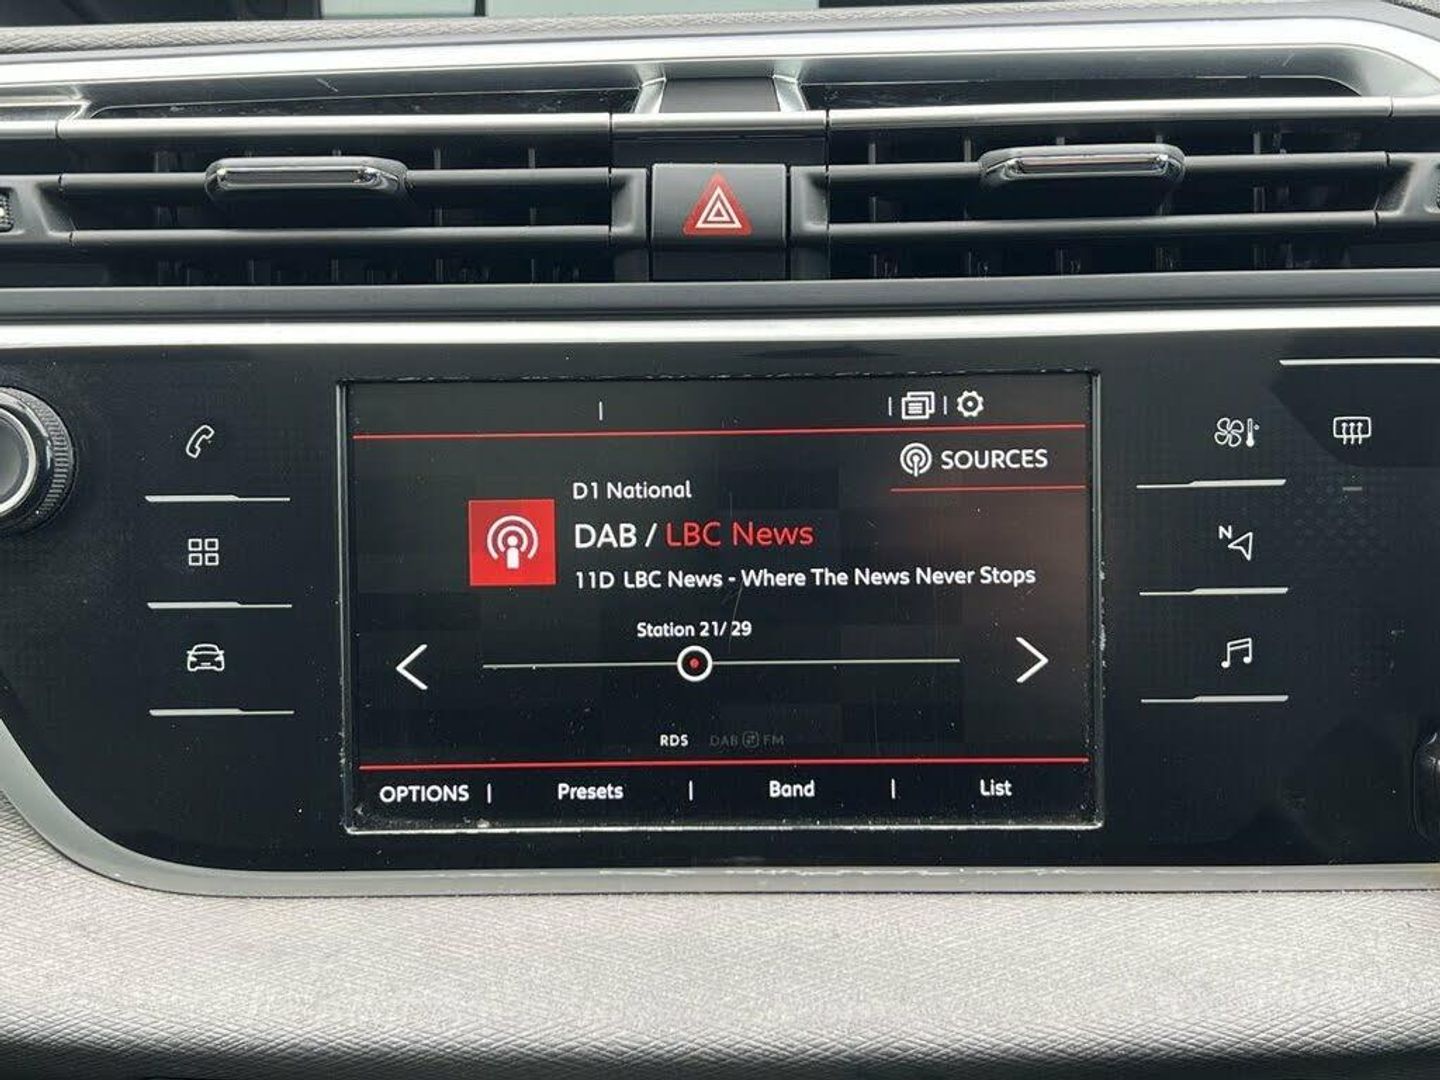 SOURCES
D1 National
DAB / LBC News
11D LBC News - Where The News Never Stops
Station 21/29
RDS DAB FM
OPTIONS | Presets | Band | List
N